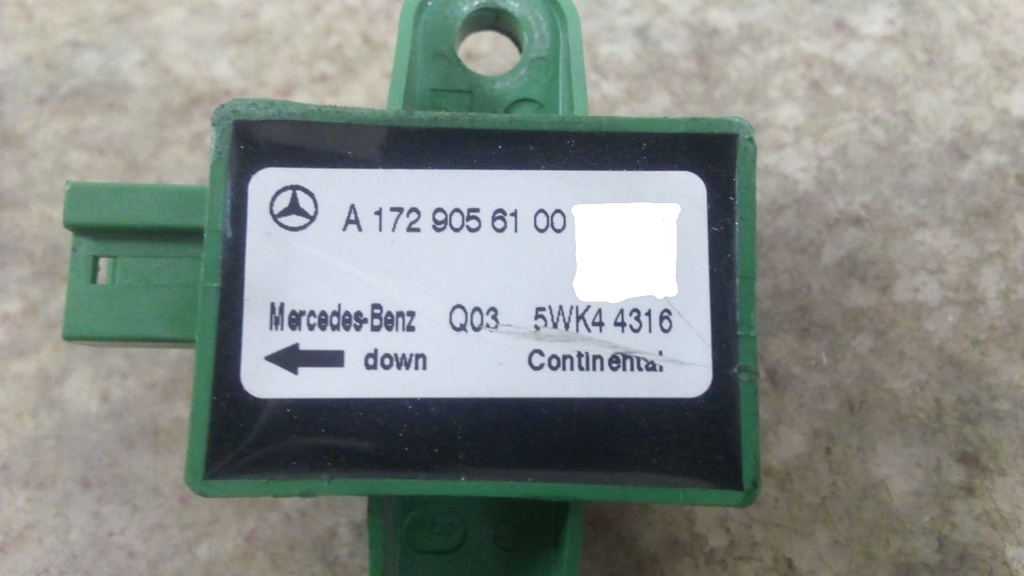 A 172 905 61 00
Mercedes-Benz Q03 5WK4 4316
down Continental